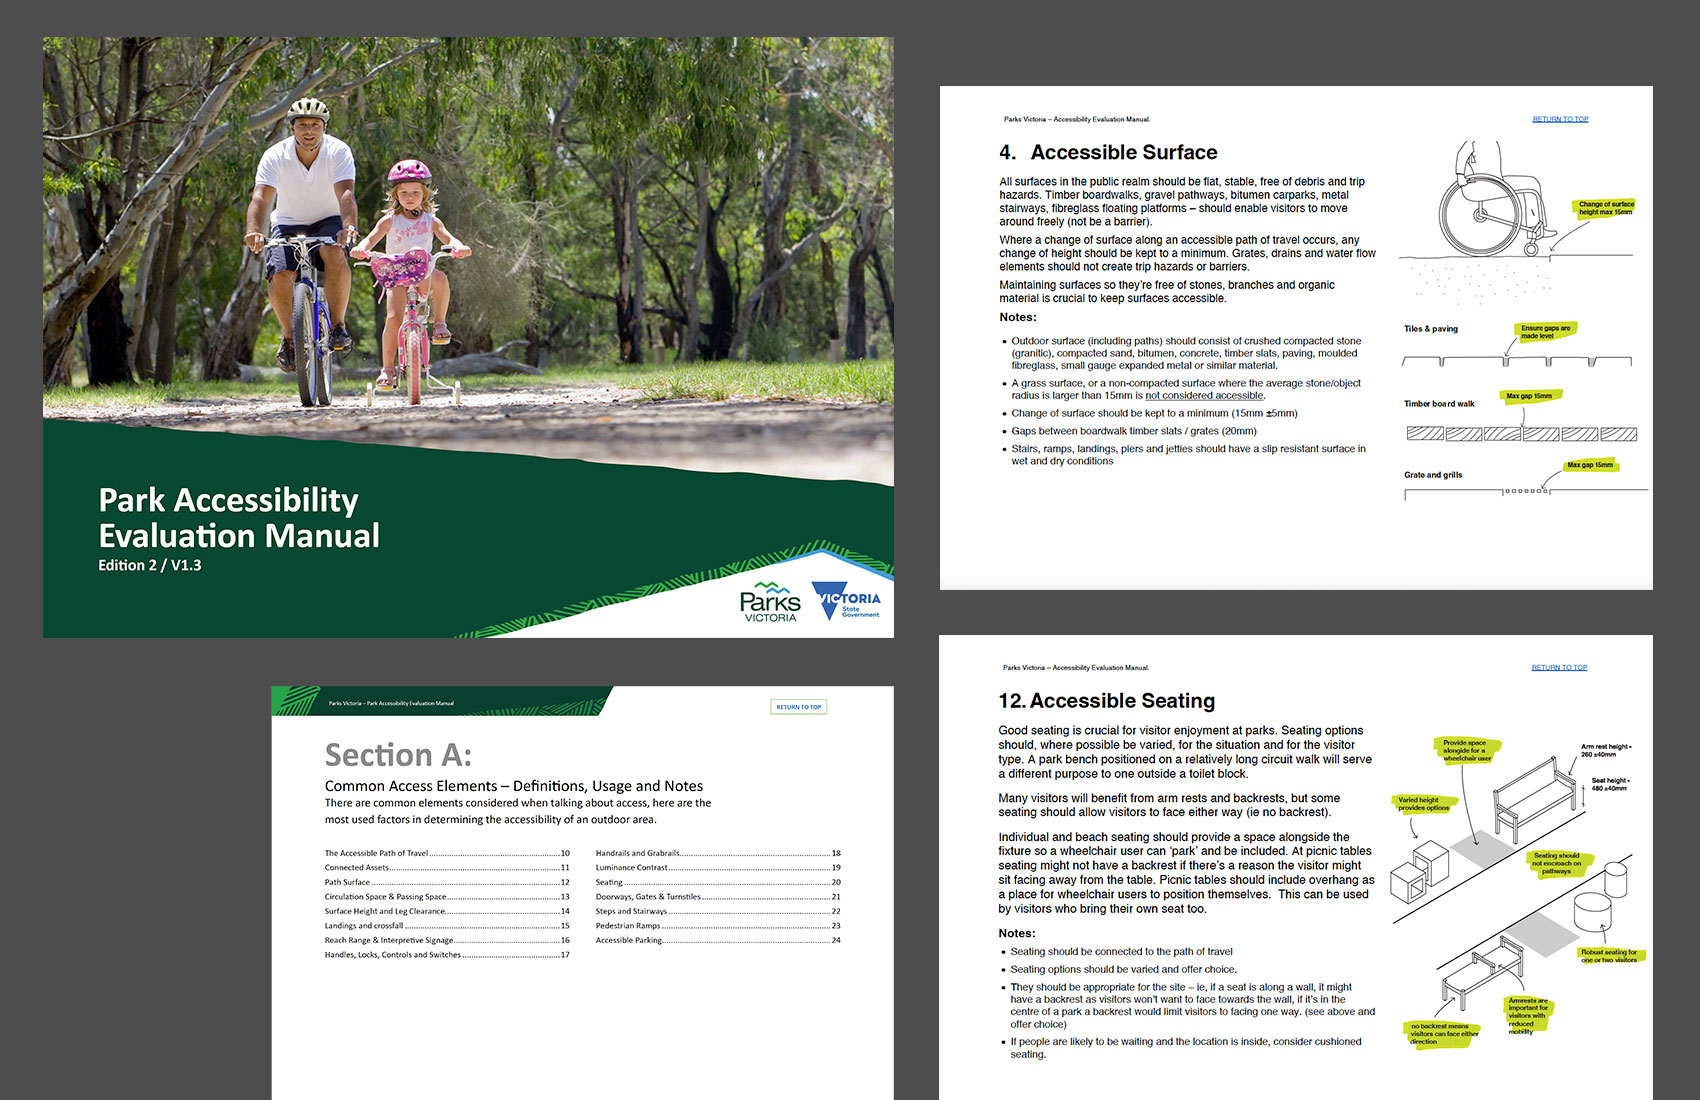 Park Accessibility
Evaluation Manual
Edition 2 / V1.3
Parks
VICTORIA
VICTORIA
State
Government
Parks Victoria – Accessibility Evaluation Manual.
RETURN TO TOP
4. Accessible Surface
All surfaces in the public realm should be flat, stable, free of debris and trip
hazards. Timber boardwalks, gravel pathways, bitumen carparks, metal
stairways, fibreglass floating platforms – should enable visitors to move
around freely (not be a barrier).
Where a change of surface along an accessible path of travel occurs, any
change of height should be kept to a minimum. Grates, drains and water flow
elements should not create trip hazards or barriers.
Maintaining surfaces so they're free of stones, branches and organic
material is crucial to keep surfaces accessible.
Notes:
• Outdoor surface (including paths) should consist of crushed compacted stone
(granitic), compacted sand, bitumen, concrete, timber slats, paving, moulded
fibreglass, small gauge expanded metal or similar material.
• A grass surface, or a non-compacted surface where the average stone/object
radius is larger than 15mm is not considered accessible.
• Change of surface should be kept to a minimum (15mm ±5mm)
• Gaps between boardwalk timber slats / grates (20mm)
• Stairs, ramps, landings, piers and jetties should have a slip resistant surface in
wet and dry conditions
Change of surface
height max 15mm
Tiles & paving
Ensure gaps are
made level
Timber board walk
Max gap 15mm
Grate and grills
Max gap 15mm
Parks Victoria – Park Accessibility Evaluation Manual
RETURN TO TOP
Section A:
Common Access Elements – Definitions, Usage and Notes
There are common elements considered when talking about access, here are the
most used factors in determining the accessibility of an outdoor area.
The Accessible Path of Travel 10
Connected Assets 11
Path Surface 12
Circulation Space & Passing Space 13
Surface Height and Leg Clearance 14
Landings and crossfall 15
Reach Range & Interpretive Signage 16
Handles, Locks, Controls and Switches 17
Handrails and Grabrails 18
Luminance Contrast 19
Seating 20
Doorways, Gates & Turnstiles 21
Steps and Stairways 22
Pedestrian Ramps 23
Accessible Parking 24
Parks Victoria – Accessibility Evaluation Manual.
RETURN TO TOP
12. Accessible Seating
Good seating is crucial for visitor enjoyment at parks. Seating options
should, where possible be varied, for the situation and for the visitor
type. A park bench positioned on a relatively long circuit walk will serve
a different purpose to one outside a toilet block.
Many visitors will benefit from arm rests and backrests, but some
seating should allow visitors to face either way (ie no backrest).
Individual and beach seating should provide a space alongside the
fixture so a wheelchair user can 'park' and be included. At picnic tables
seating might not have a backrest if there's a reason the visitor might
sit facing away from the table. Picnic tables should include overhang as
a place for wheelchair users to position themselves. This can be used
by visitors who bring their own seat too.
Notes:
• Seating should be connected to the path of travel
• Seating options should be varied and offer choice.
• They should be appropriate for the site – ie, if a seat is along a wall, it might
have a backrest as visitors won't want to face towards the wall, if it's in the
centre of a park a backrest would limit visitors to facing one way. (see above and
offer choice)
• If people are likely to be waiting and the location is inside, consider cushioned
seating.
Provide space
alongide for a
wheelchair user
Arm rest height -
260 ±40mm
Seat height -
480 ±40mm
Varied height
provides options
Seating should
not encroach on
pathways
Robust seating for
one or two visitors
Armrests are
important for
visitors with
reduced
mobility
no backrest means
visitors can face either
direction